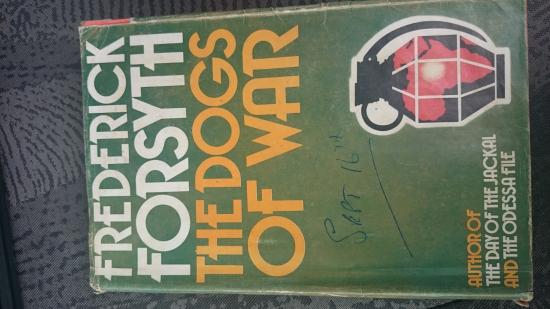 FREDERICK
FORSYTH
THE DOGS
OF WAR
SEPT 16TH
AUTHOR OF
THE DAY OF THE JACKAL
AND THE ODESSA FILE